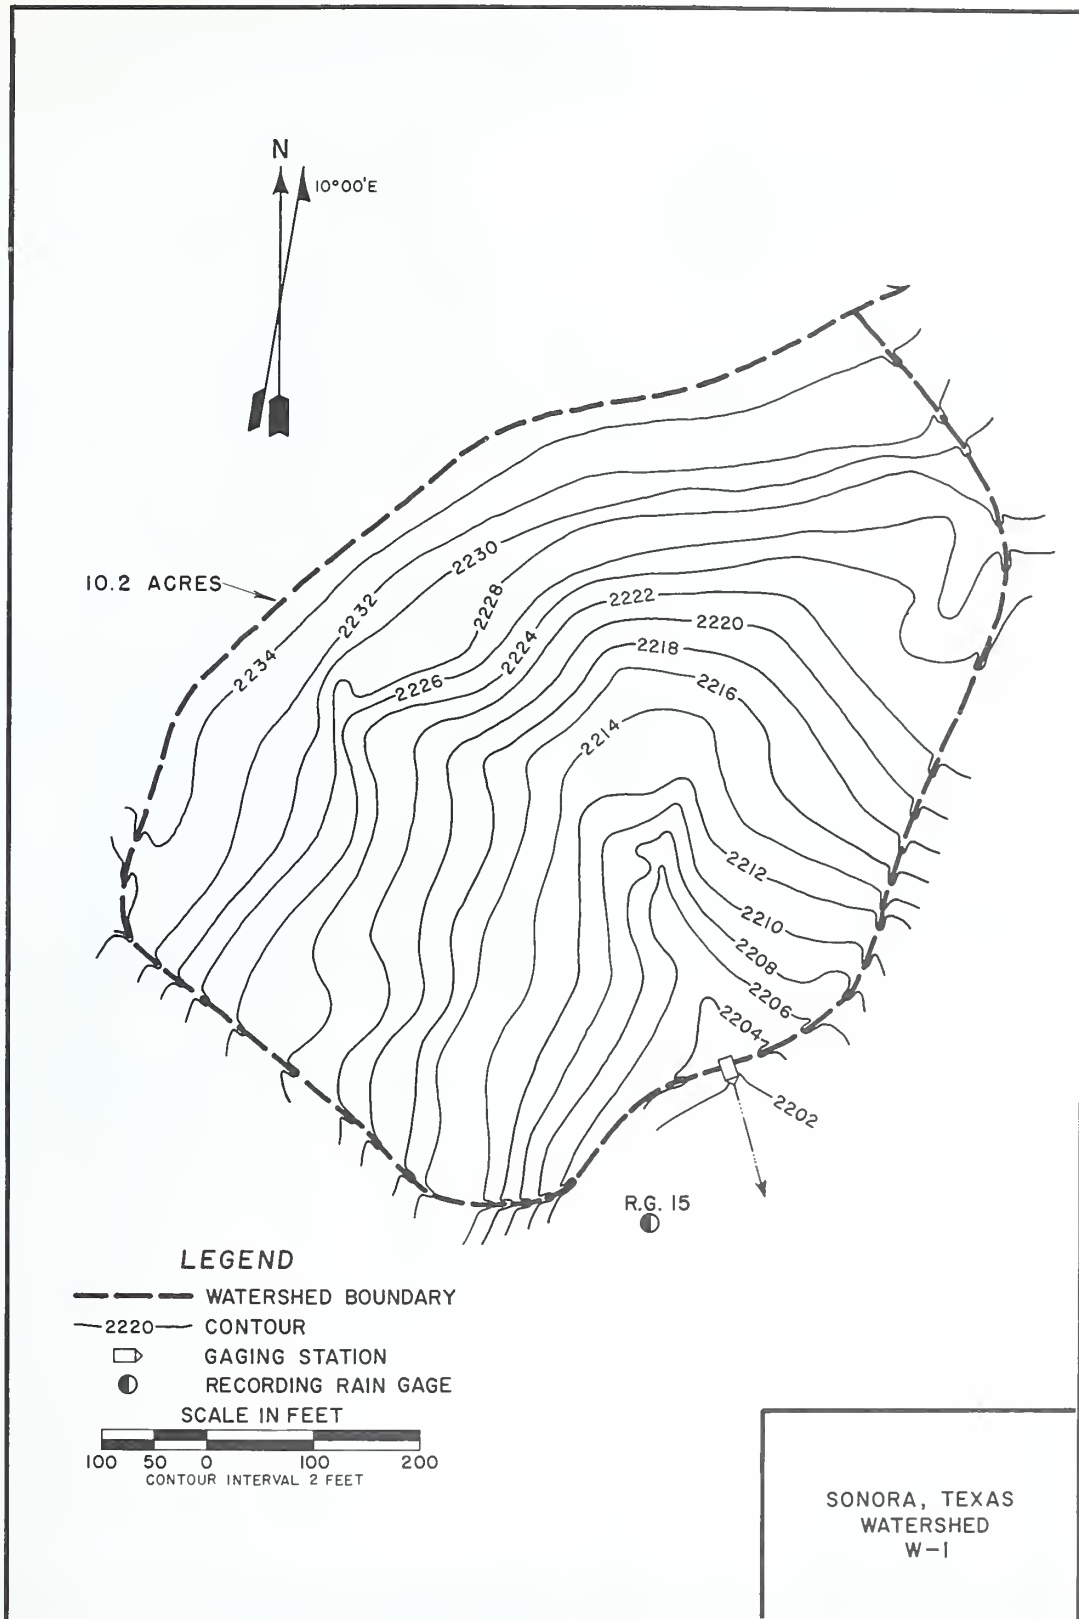 N
10°00'E
10.2 ACRES
2234
2232
2230
2228
2226
2224
2222
2220
2218
2216
2214
2212
2210
2208
2206
2204
2202
R.G. 15
LEGEND
WATERSHED BOUNDARY
2220 CONTOUR
GAGING STATION
RECORDING RAIN GAGE
SCALE IN FEET
100 50 0 100 200
CONTOUR INTERVAL 2 FEET
SONORA, TEXAS
WATERSHED
W-1